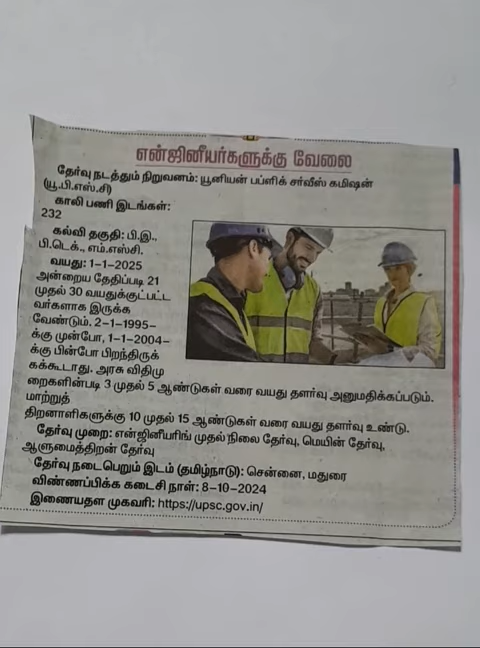 என்ஜினீயர்களுக்கு வேலை
தேர்வு நடத்தும் நிறுவனம்: யூனியன் பப்ளிக் சர்வீஸ் கமிஷன்
(யூ.பி.எஸ்.சி)
காலி பணி இடங்கள்:
232
கல்வி தகுதி: பி.இ.,
பி.டெக்., எம்.எஸ்சி.
வயது: 1-1-2025
அன்றைய தேதிப்படி 21
முதல் 30 வயதுக்குட்பட்ட
வர்களாக இருக்க
வேண்டும். 2-1-1995-
க்கு முன்போ, 1-1-2004-
க்கு பின்போ பிறந்திருக்
கக்கூடாது. அரசு விதிமு
றைகளின்படி 3 முதல் 5 ஆண்டுகள் வரை வயது தளர்வு அனுமதிக்கப்படும்.
மாற்றுத்
திறனாளிகளுக்கு 10 முதல் 15 ஆண்டுகள் வரை வயது தளர்வு உண்டு.
தேர்வு முறை: என்ஜினீயரிங் முதல் நிலை தேர்வு, மெயின் தேர்வு,
ஆளுமைத்திறன் தேர்வு
தேர்வு நடைபெறும் இடம் (தமிழ்நாடு): சென்னை, மதுரை
விண்ணப்பிக்க கடைசி நாள்: 8-10-2024
இணையதள முகவரி: https://upsc.gov.in/